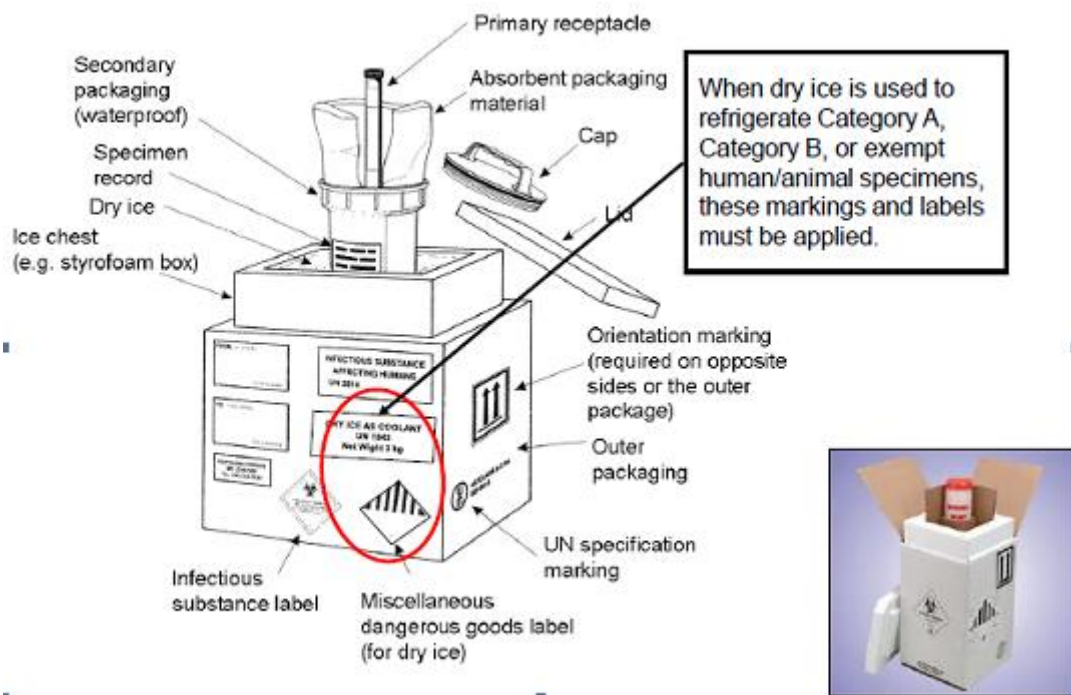 Primary receptacle
Secondary
packaging
(waterproof)
Absorbent packaging
material
When dry ice is used to
refrigerate Category A,
Category B, or exempt
human/animal specimens,
these markings and labels
must be applied.
Cap
Specimen
record
Dry ice
Lid
Ice chest
(e.g. styrofoam box)
Orientation marking
(required on opposite
sides or the outer
package)
INFECTIOUS SUBSTANCE
AFFECTING HUMANS
UN 2814
DRY ICE AS COOLANT
UN 1845
Net Wight 3 kg
Outer
packaging
UN specification
marking
Infectious
substance label
Miscellaneous
dangerous goods label
(for dry ice)